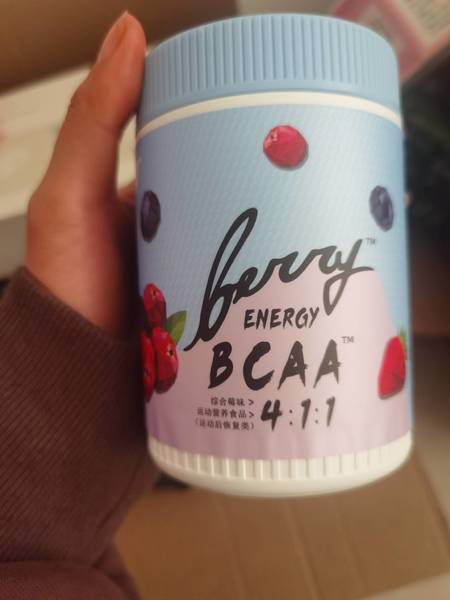 berry™
ENERGY
BCAA™
综合莓味>
运动营养食品>
(运动后恢复类)
4:1:1